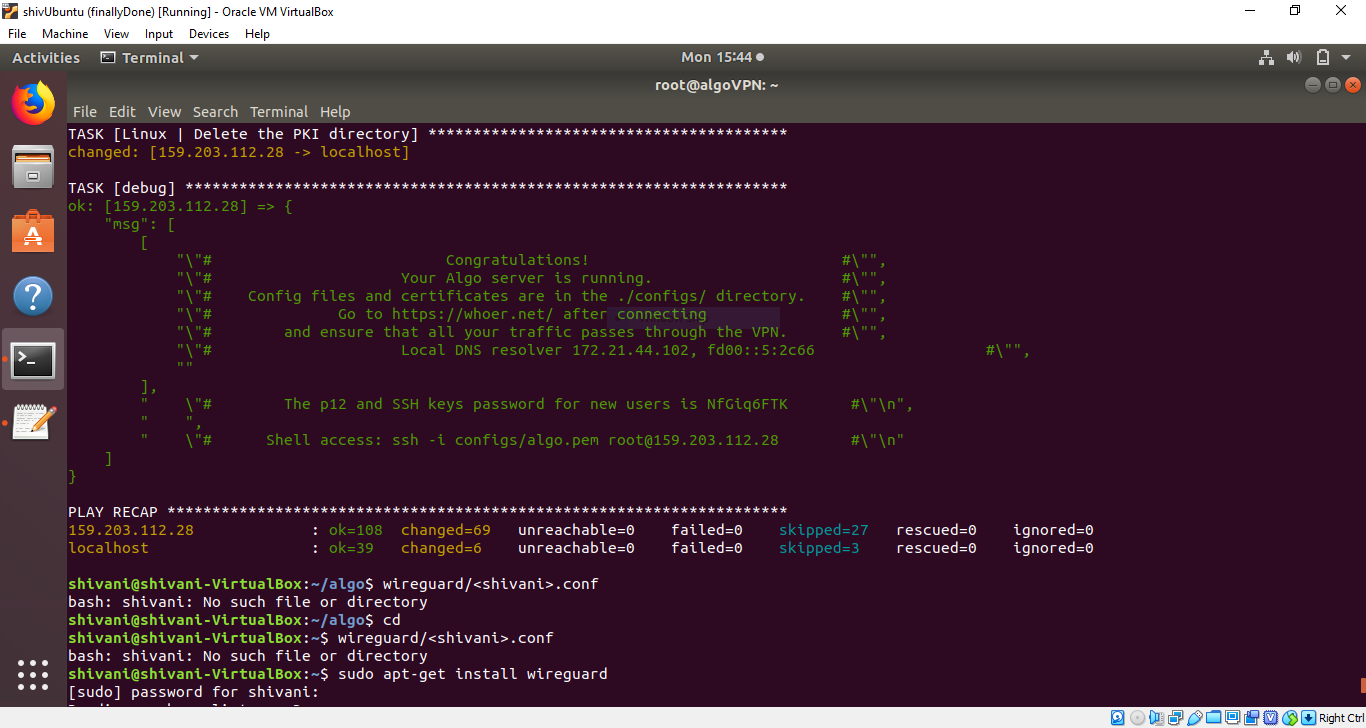 shivUbuntu (finallyDone) [Running] - Oracle VM VirtualBox
File Machine View Input Devices Help
Activities Terminal Mon 15:44
root@algoVPN: ~
File Edit View Search Terminal Help
TASK [Linux | Delete the PKI directory] ****************************************
changed: [159.203.112.28 -> localhost]
TASK [debug] *******************************************************************
ok: [159.203.112.28] => {
"msg": [
[
"\"# Congratulations! #\"",
"\"# Your Algo server is running. #\"",
"\"# Config files and certificates are in the ./configs/ directory. #\"",
"\"# Go to https://whoer.net/ after connecting #\"",
"\"# and ensure that all your traffic passes through the VPN. #\"",
"\"# Local DNS resolver 172.21.44.102, fd00::5:2c66 #\"",
""
],
" \"# The p12 and SSH keys password for new users is NfGiq6FTK #\"\n",
" ",
" \"# Shell access: ssh -i configs/algo.pem root@159.203.112.28 #\"\n"
]
}
PLAY RECAP *********************************************************************
159.203.112.28 : ok=108 changed=69 unreachable=0 failed=0 skipped=27 rescued=0 ignored=0
localhost : ok=39 changed=6 unreachable=0 failed=0 skipped=3 rescued=0 ignored=0
shivani@shivani-VirtualBox:~/algo$ wireguard/<shivani>.conf
bash: shivani: No such file or directory
shivani@shivani-VirtualBox:~/algo$ cd
shivani@shivani-VirtualBox:~$ wireguard/<shivani>.conf
bash: shivani: No such file or directory
shivani@shivani-VirtualBox:~$ sudo apt-get install wireguard
[sudo] password for shivani:
Right Ctrl